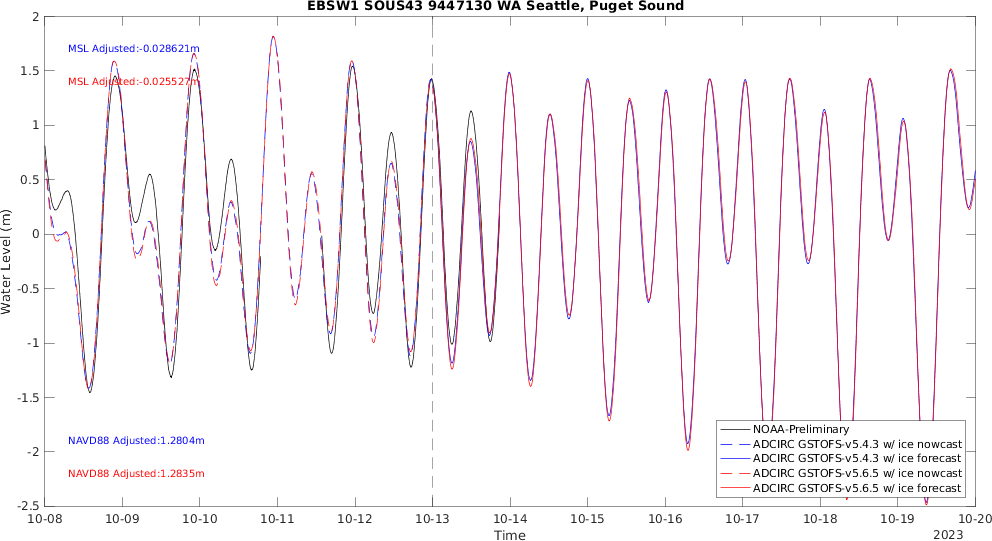 EBSW1 SOUS43 9447130 WA Seattle, Puget Sound
2
1.5
1
0.5
0
-0.5
-1
-1.5
-2
-2.5
Water Level (m)
MSL Adjusted:-0.028621m
MSL Adjusted:-0.025527m
NAVD88 Adjusted:1.2804m
NAVD88 Adjusted:1.2835m
NOAA-Preliminary
ADCIRC GSTOFS-v5.4.3 w/ ice nowcast
ADCIRC GSTOFS-v5.4.3 w/ ice forecast
ADCIRC GSTOFS-v5.6.5 w/ ice nowcast
ADCIRC GSTOFS-v5.6.5 w/ ice forecast
10-08 10-09 10-10 10-11 10-12 10-13 10-14 10-15 10-16 10-17 10-18 10-19 10-20
Time
2023